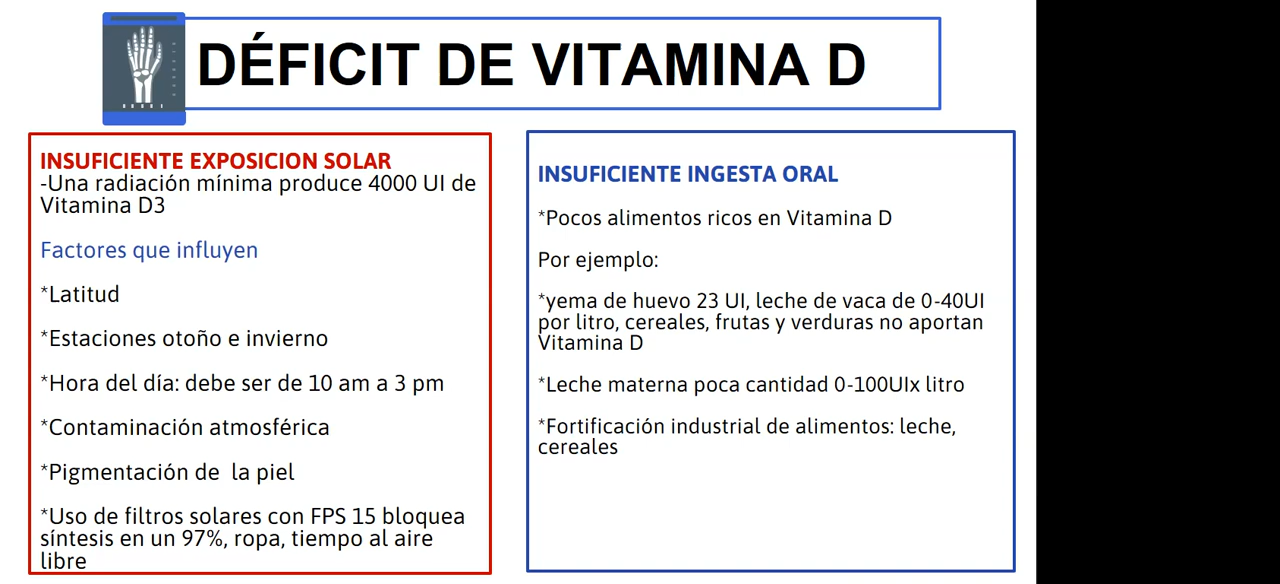 DÉFICIT DE VITAMINA D
INSUFICIENTE EXPOSICION SOLAR
-Una radiación mínima produce 4000 UI de
Vitamina D3
Factores que influyen
*Latitud
*Estaciones otoño e invierno
*Hora del día: debe ser de 10 am a 3 pm
*Contaminación atmosférica
*Pigmentación de  la piel
*Uso de filtros solares con FPS 15 bloquea
síntesis en un 97%, ropa, tiempo al aire
libre
INSUFICIENTE INGESTA ORAL
*Pocos alimentos ricos en Vitamina D
Por ejemplo:
*yema de huevo 23 UI, leche de vaca de 0-40UI
por litro, cereales, frutas y verduras no aportan
Vitamina D
*Leche materna poca cantidad 0-100UIx litro
*Fortificación industrial de alimentos: leche,
cereales